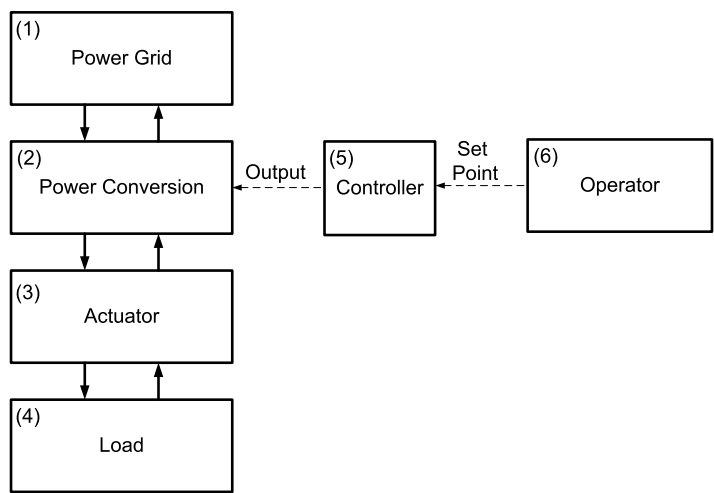 (1)
Power Grid
(2)
Power Conversion
Output
(5)
Controller
Set
Point
(6)
Operator
(3)
Actuator
(4)
Load